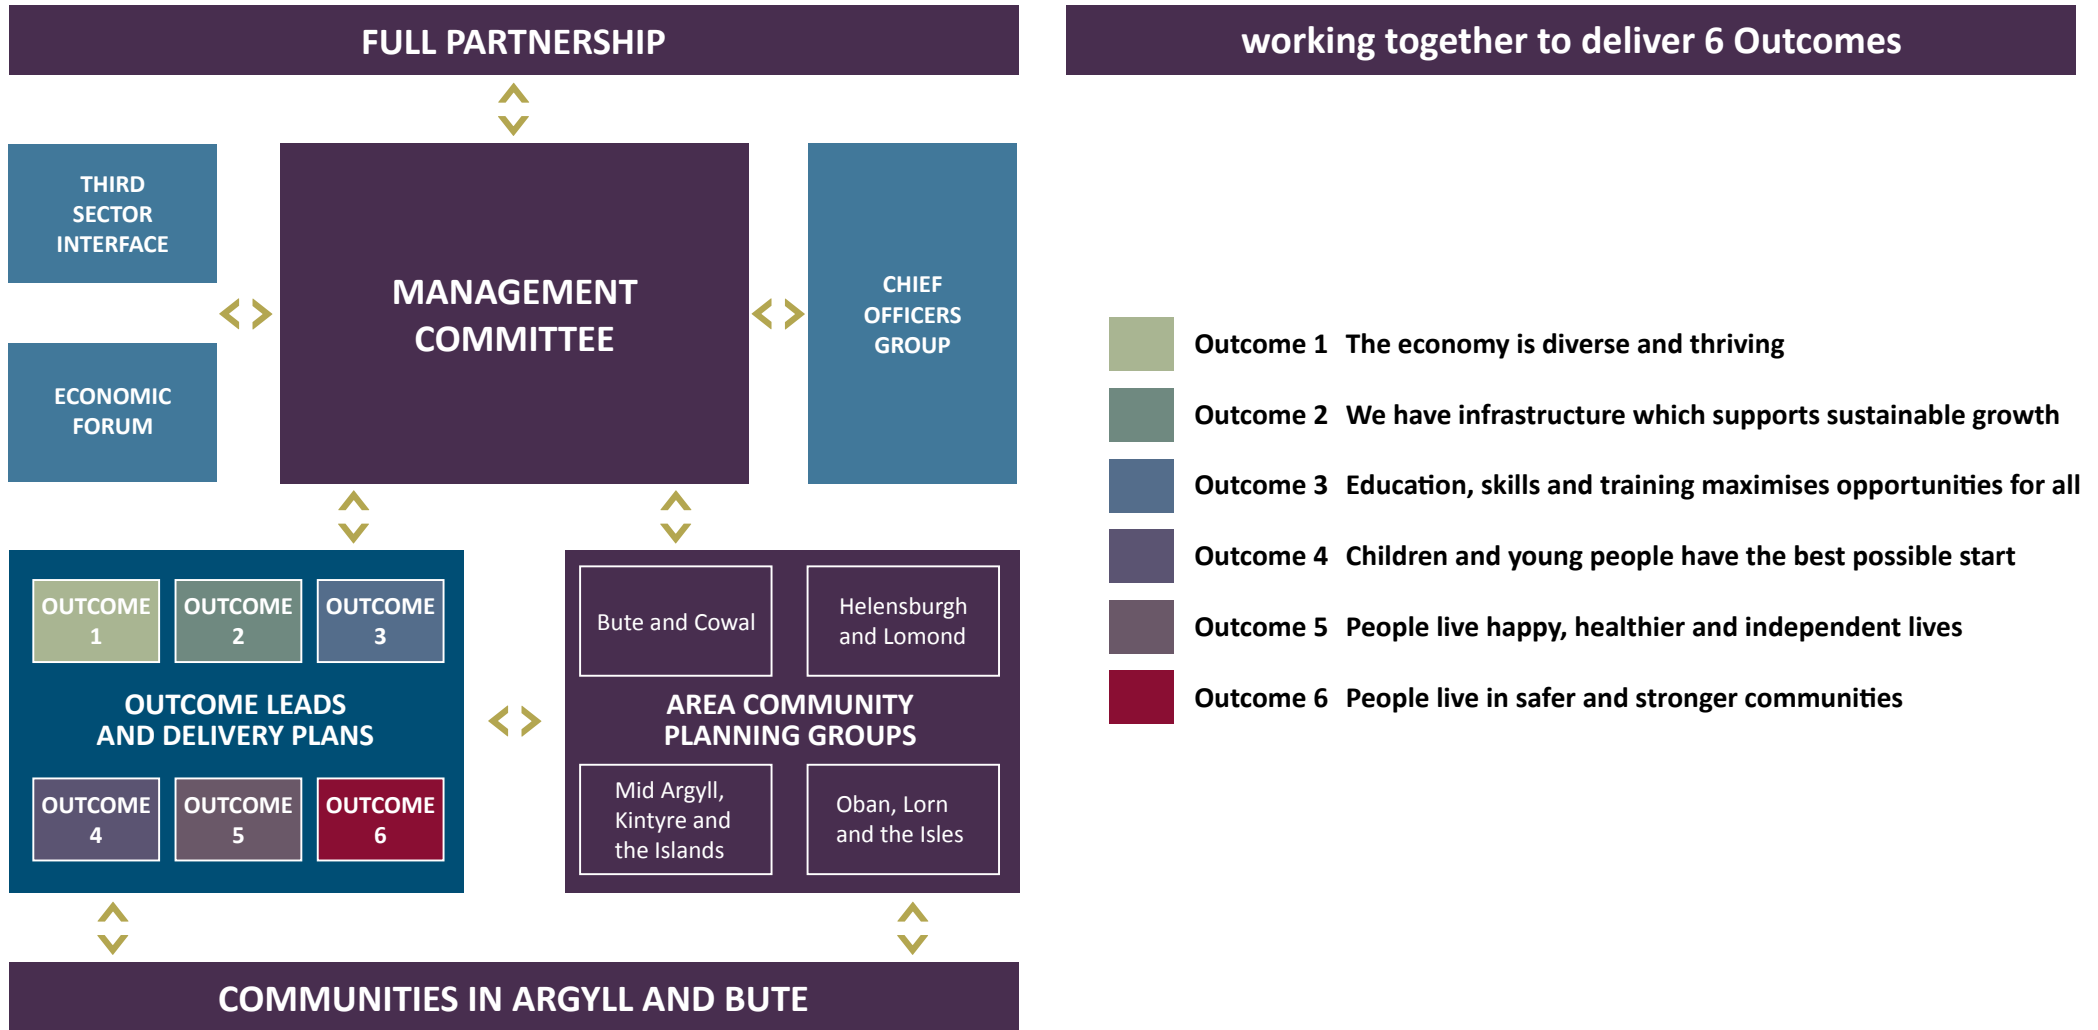 FULL PARTNERSHIP
working together to deliver 6 Outcomes
THIRD
SECTOR
INTERFACE
ECONOMIC
FORUM
MANAGEMENT
COMMITTEE
CHIEF
OFFICERS
GROUP
OUTCOME
1
OUTCOME
2
OUTCOME
3
OUTCOME LEADS
AND DELIVERY PLANS
OUTCOME
4
OUTCOME
5
OUTCOME
6
Bute and Cowal
Helensburgh
and Lomond
AREA COMMUNITY
PLANNING GROUPS
Mid Argyll,
Kintyre and
the Islands
Oban, Lorn
and the Isles
COMMUNITIES IN ARGYLL AND BUTE
Outcome 1 The economy is diverse and thriving
Outcome 2 We have infrastructure which supports sustainable growth
Outcome 3 Education, skills and training maximises opportunities for all
Outcome 4 Children and young people have the best possible start
Outcome 5 People live happy, healthier and independent lives
Outcome 6 People live in safer and stronger communities